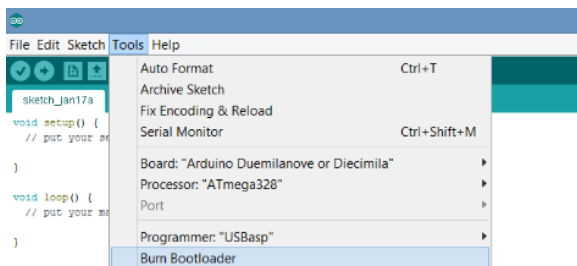 File Edit Sketch Tools Help
Auto Format Ctrl+T
Archive Sketch
sketch_jan17a
Fix Encoding & Reload
void setup() {
Serial Monitor Ctrl+Shift+M
// put your
}
Board: "Arduino Duemilanove or Diecimila"
Processor: "ATmega328"
void loop() {
Port
// put your
}
Programmer: "USBasp"
Burn Bootloader